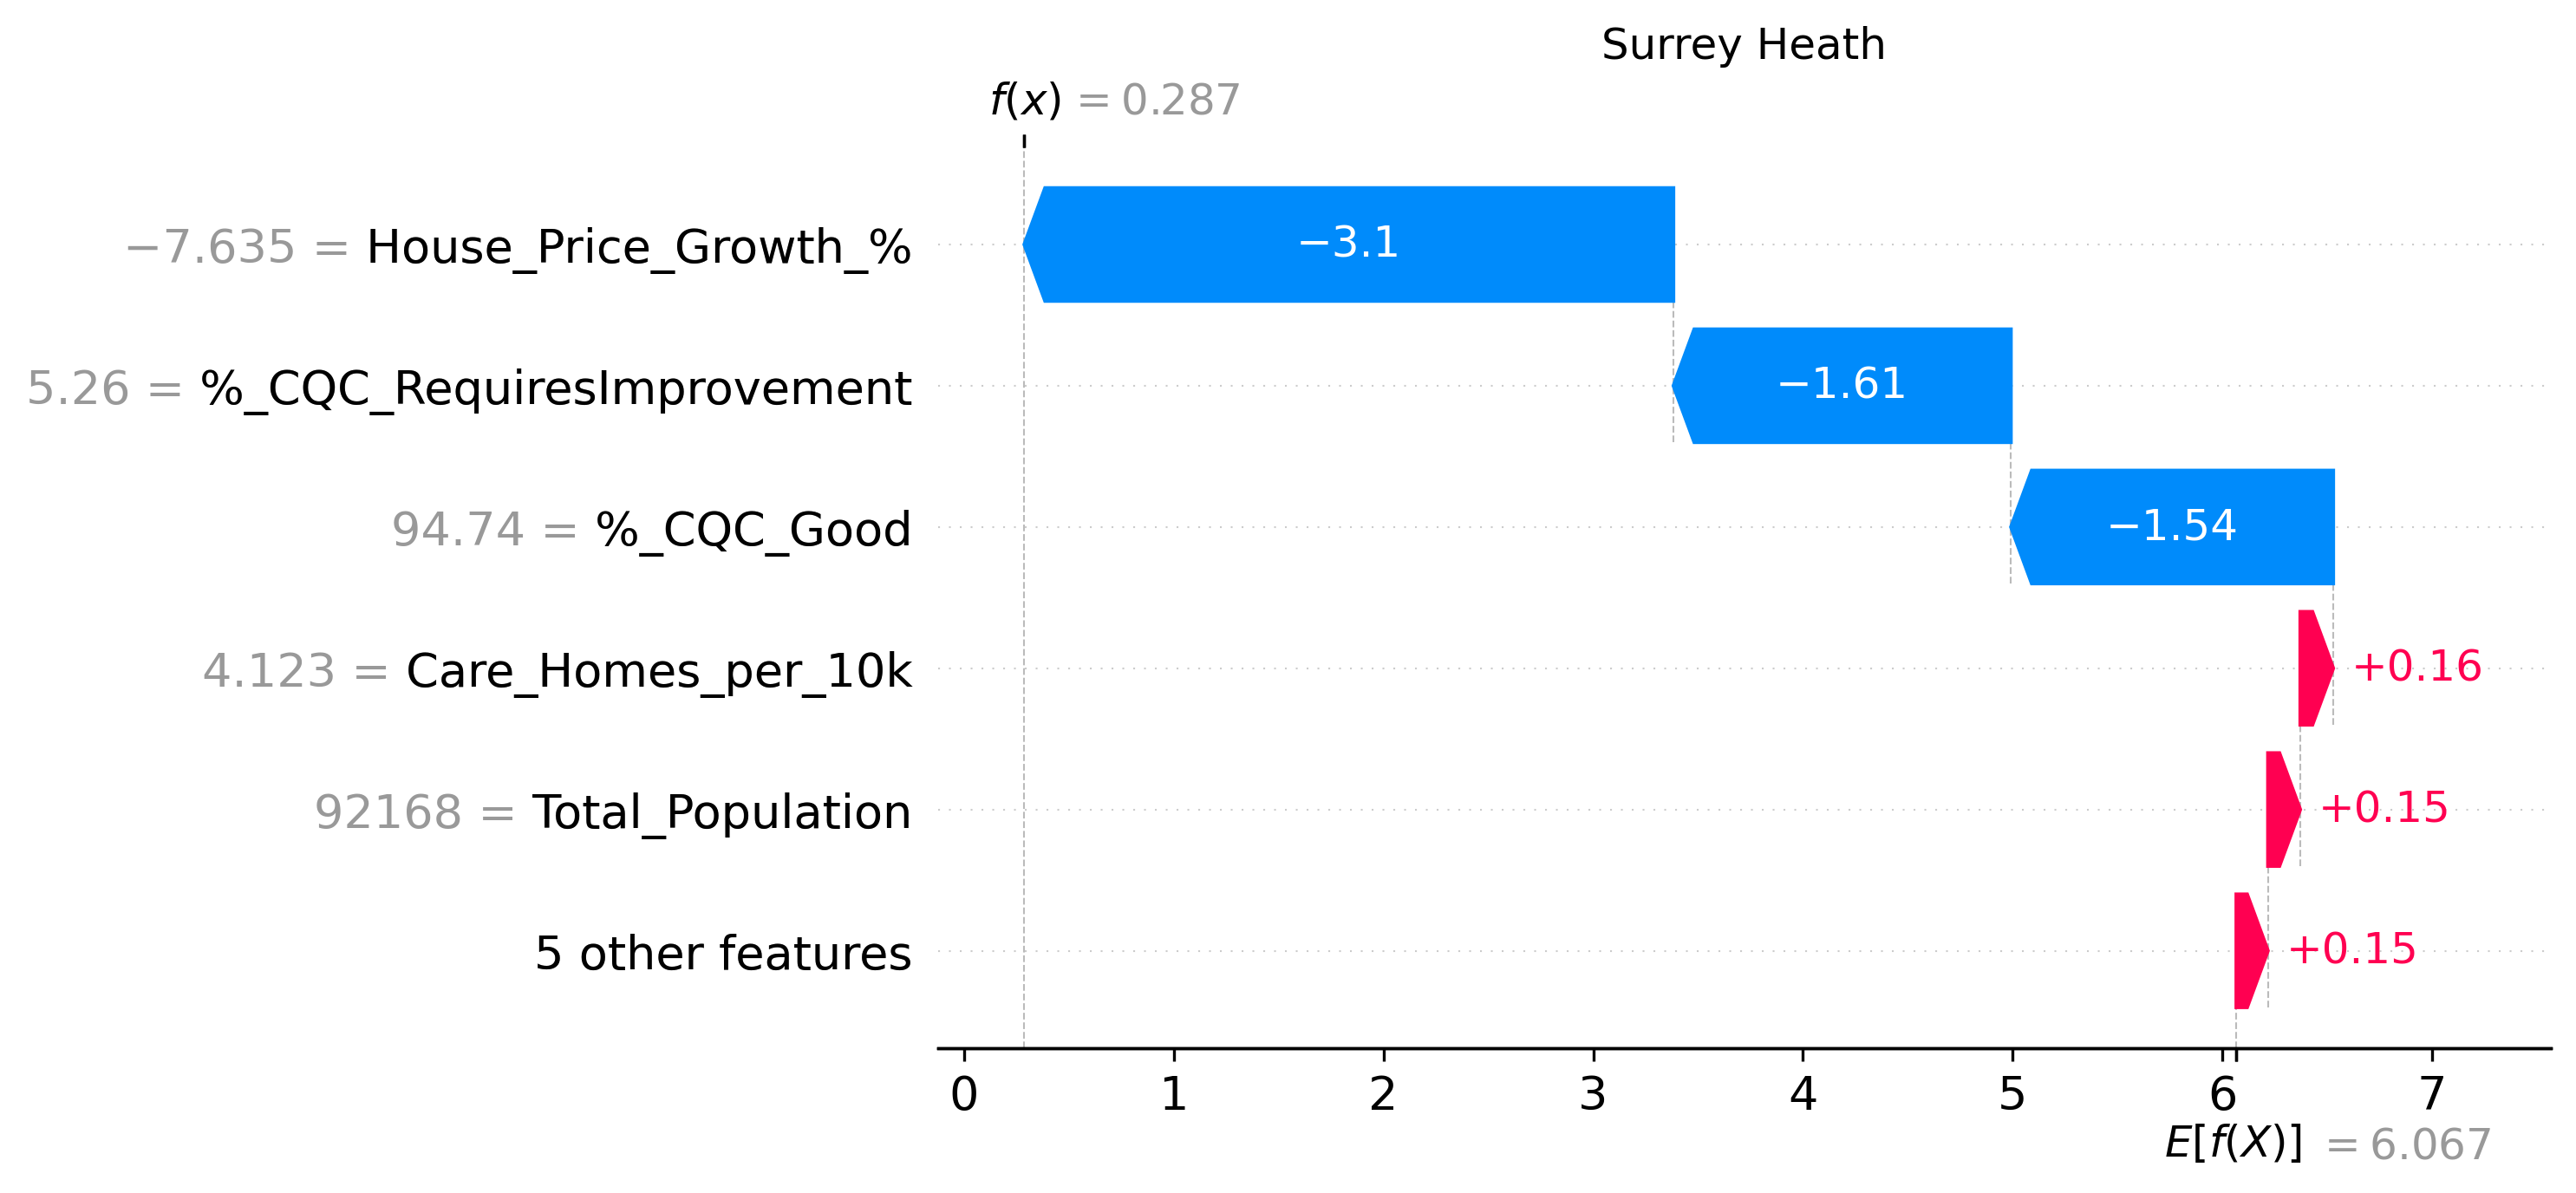 Surrey Heath
f(x) = 0.287
−7.635 = House_Price_Growth_%
−3.1
5.26 = %_CQC_RequiresImprovement
−1.61
94.74 = %_CQC_Good
−1.54
4.123 = Care_Homes_per_10k
+0.16
92168 = Total_Population
+0.15
5 other features
+0.15
0 1 2 3 4 5 6 7
E[f(X)] = 6.067